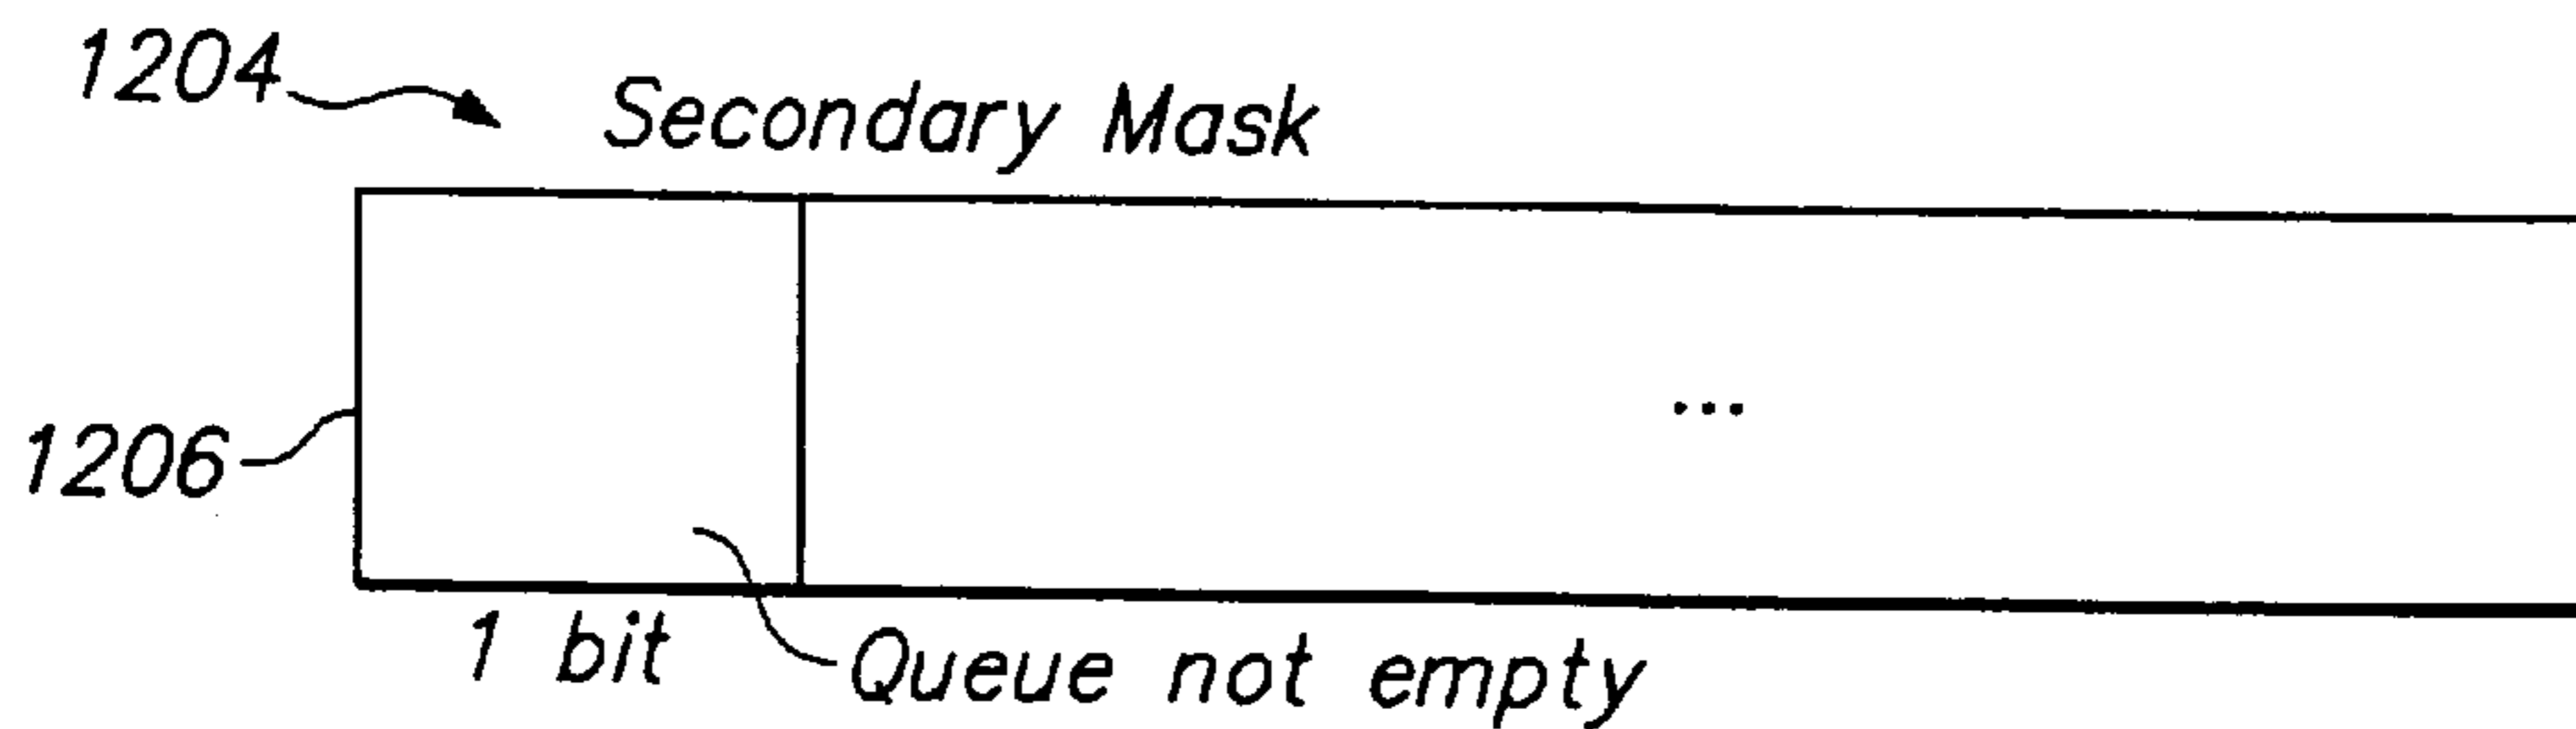 1204
Secondary Mask
...
1206
1 bit
Queue not empty